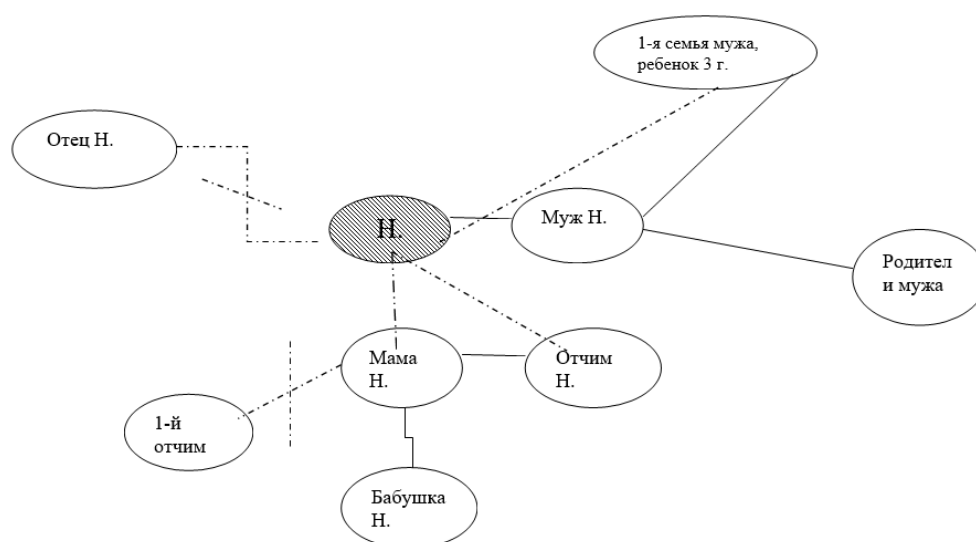 1-я семья мужа,
ребенок 3 г.
Отец Н.
Н.
Муж Н.
Родител
и мужа
Мама
Н.
Отчим
Н.
1-й
отчим
Бабушка
Н.